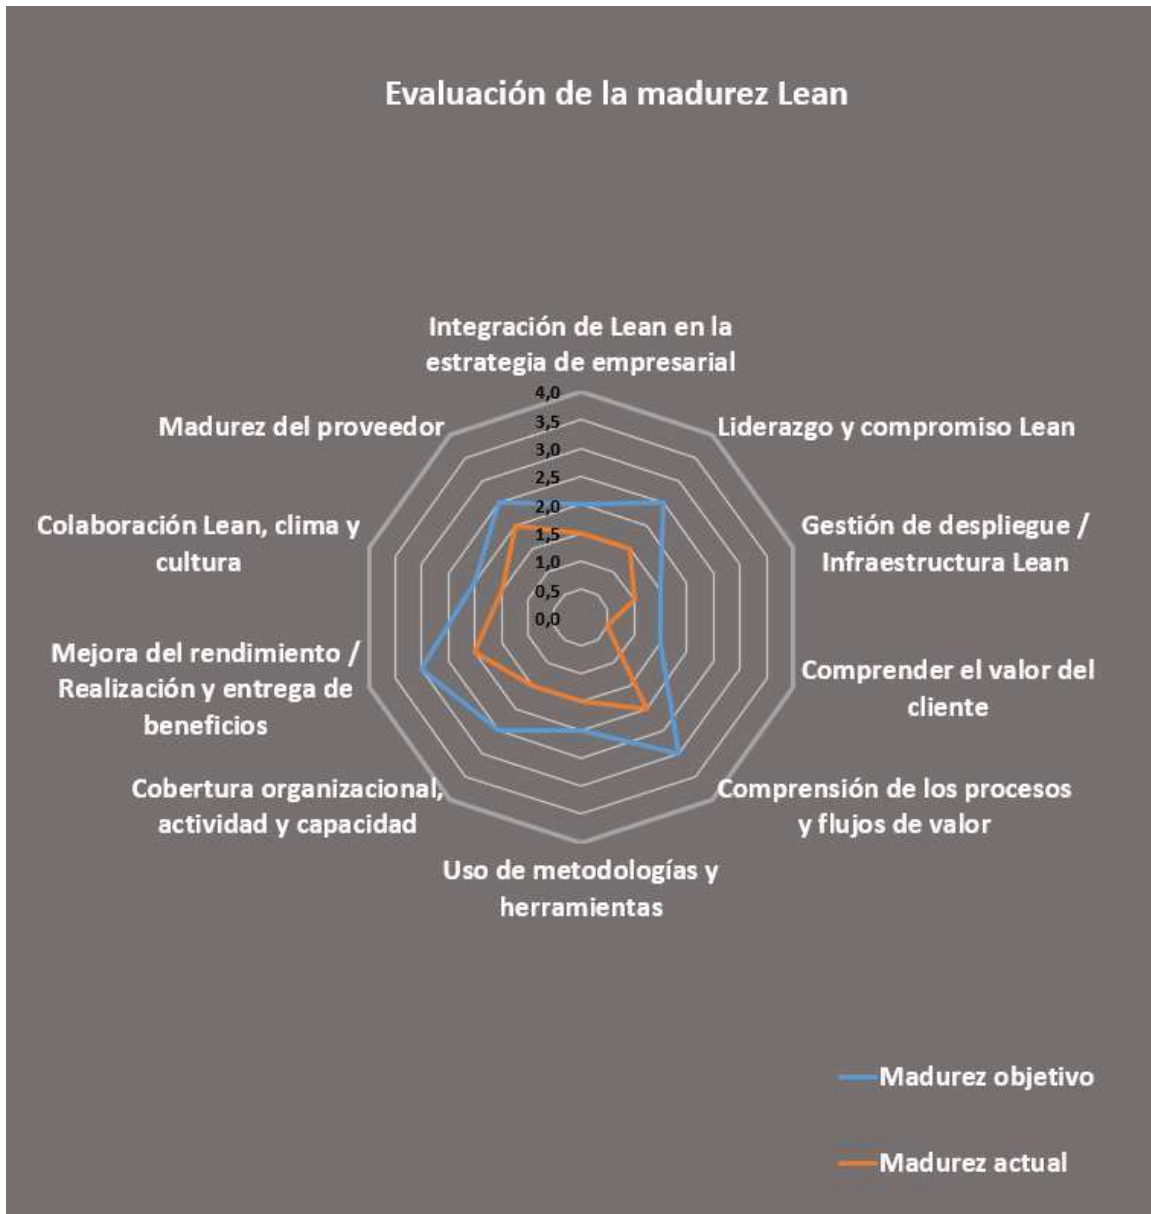 Evaluación de la madurez Lean
Integración de Lean en la
estrategia de empresarial
4,0
3,5
3,0
2,5
2,0
1,5
1,0
0,5
0,0
Liderazgo y compromiso Lean
Gestión de despliegue /
Infraestructura Lean
Comprender el valor del
cliente
Comprensión de los procesos
y flujos de valor
Uso de metodologías y
herramientas
Cobertura organizacional,
actividad y capacidad
Mejora del rendimiento /
Realización y entrega de
beneficios
Colaboración Lean, clima y
cultura
Madurez del proveedor
Madurez objetivo
Madurez actual